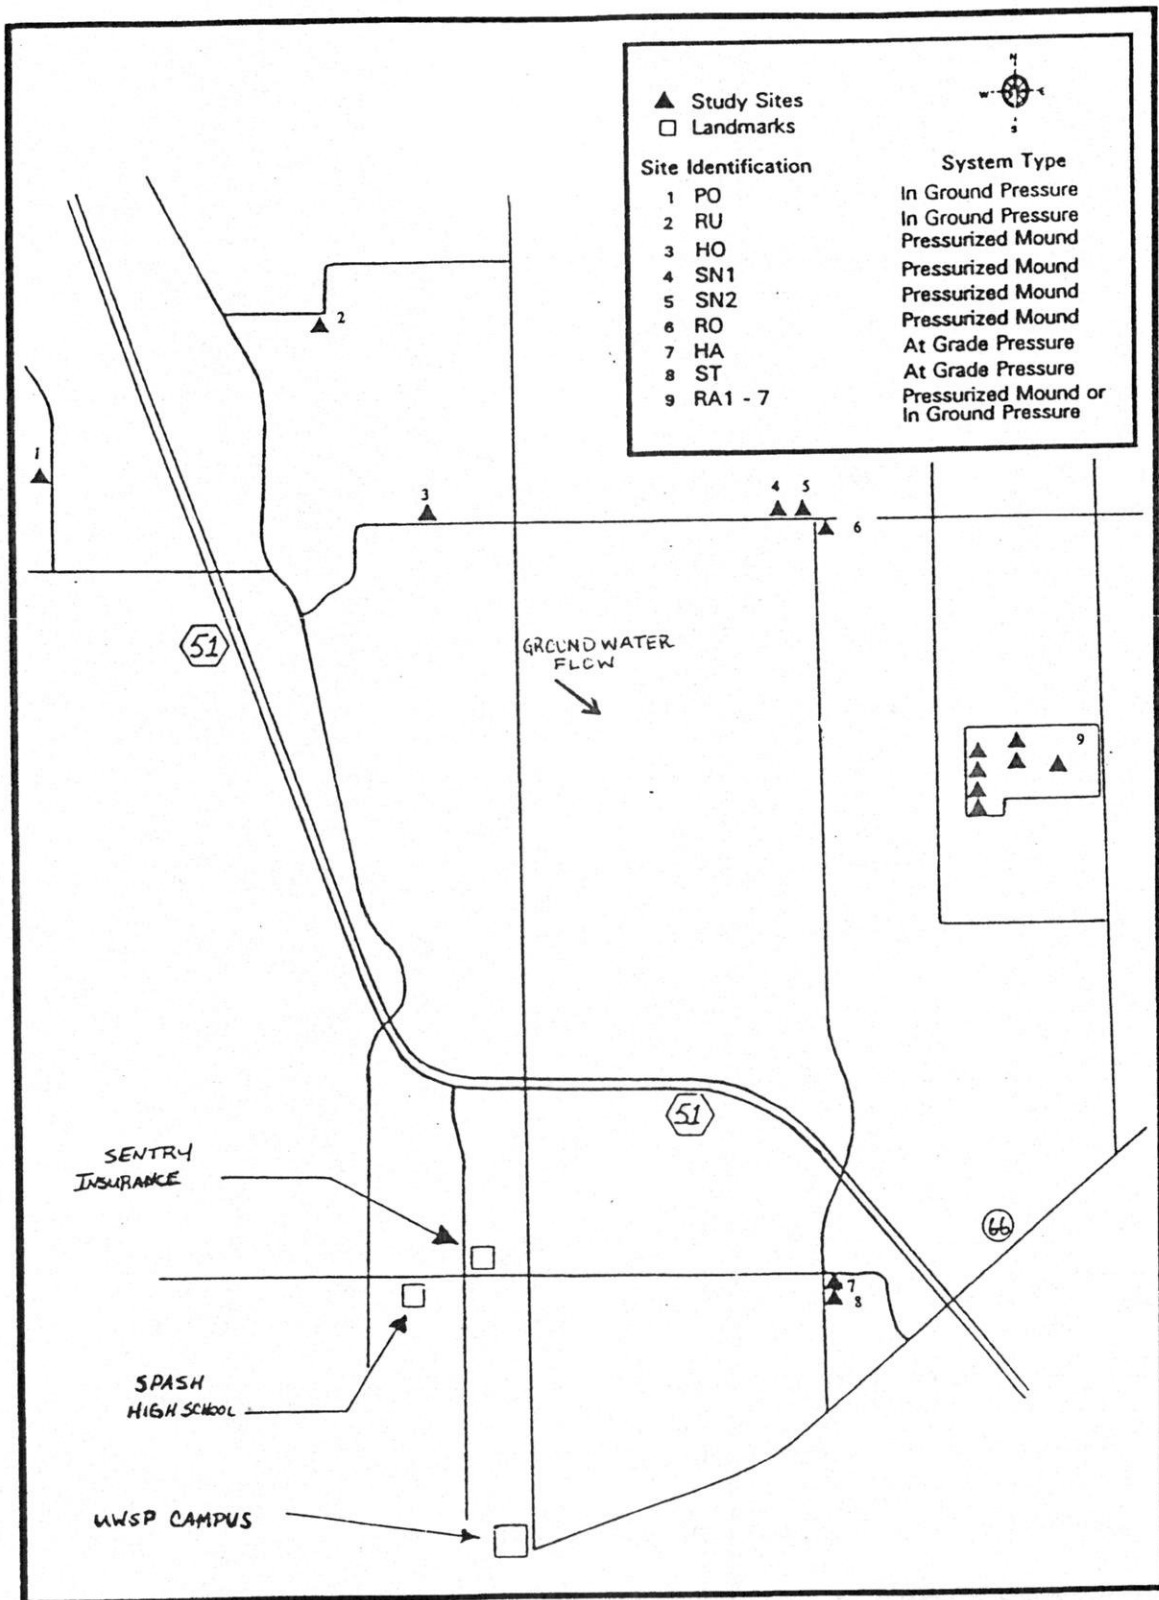 N
W E
S
▲ Study Sites
□ Landmarks
Site Identification System Type
1 PO In Ground Pressure
2 RU In Ground Pressure
3 HO Pressurized Mound
4 SN1 Pressurized Mound
5 SN2 Pressurized Mound
6 RO Pressurized Mound
7 HA At Grade Pressure
8 ST At Grade Pressure
9 RA1 - 7 Pressurized Mound or
In Ground Pressure
2
1
3
4 5
6
51
GROUNDWATER
FLOW
9
51
SENTRY
INSURANCE
66
7
8
SPASH
HIGH SCHOOL
UWSP CAMPUS